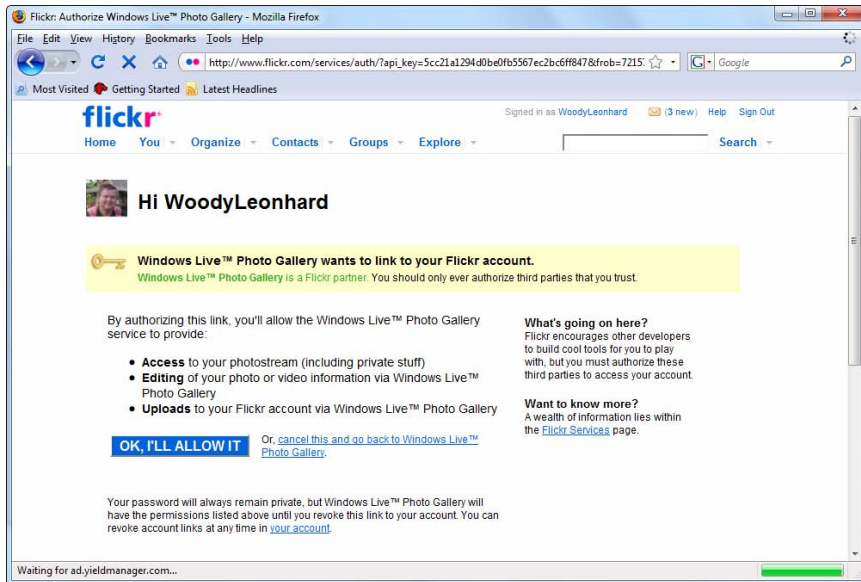 Flickr: Authorize Windows Live™ Photo Gallery - Mozilla Firefox
File Edit View History Bookmarks Tools Help
http://www.flickr.com/services/auth/?api_key=5cc21a1294d0be0fb5567ec2bc6ff847&frob=7215
G Google
Most Visited Getting Started Latest Headlines
flickr
Signed in as WoodyLeonhard (3 new) Help Sign Out
Home You Organize Contacts Groups Explore Search
Hi WoodyLeonhard
Windows Live™ Photo Gallery wants to link to your Flickr account.
Windows Live™ Photo Gallery is a Flickr partner. You should only ever authorize third parties that you trust.
By authorizing this link, you'll allow the Windows Live™ Photo Gallery
service to provide:
• Access to your photostream (including private stuff)
• Editing of your photo or video information via Windows Live™
Photo Gallery
• Uploads to your Flickr account via Windows Live™ Photo Gallery
OK, I'LL ALLOW IT
Or, cancel this and go back to Windows Live™
Photo Gallery.
Your password will always remain private, but Windows Live™ Photo Gallery will
have the permissions listed above until you revoke this link to your account. You can
revoke account links at any time in your account.
What's going on here?
Flickr encourages other developers
to build cool tools for you to play
with, but you must authorize these
third parties to access your account.
Want to know more?
A wealth of information lies within
the Flickr Services page.
Waiting for ad.yieldmanager.com...